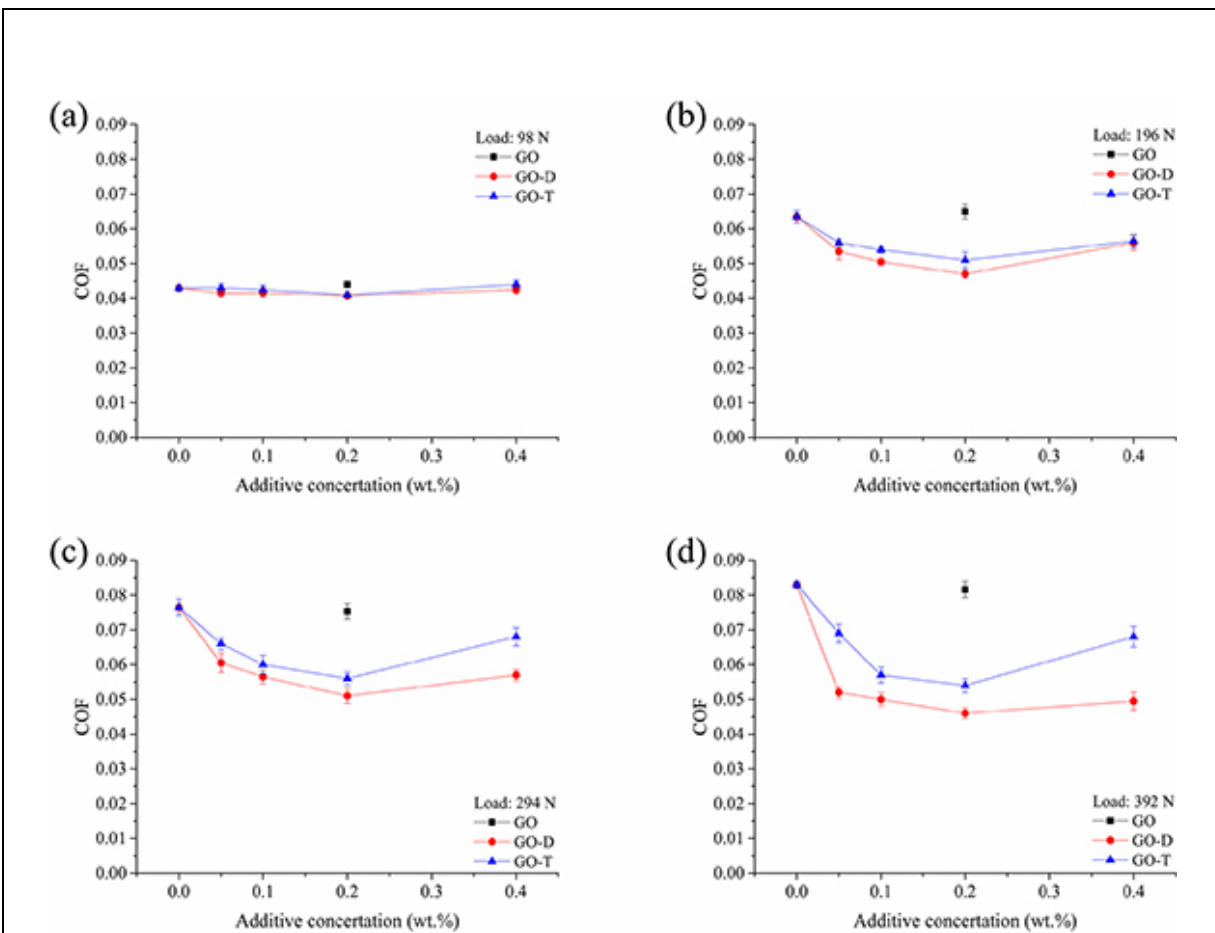 (a)
0.09
0.08
0.07
0.06
0.05
0.04
0.03
0.02
0.01
0.00
COF
Load: 98 N
GO
GO-D
GO-T
0.0 0.1 0.2 0.3 0.4
Additive concertation (wt.%)
(b)
0.09
0.08
0.07
0.06
0.05
0.04
0.03
0.02
0.01
0.00
COF
Load: 196 N
GO
GO-D
GO-T
0.0 0.1 0.2 0.3 0.4
Additive concertation (wt.%)
(c)
0.09
0.08
0.07
0.06
0.05
0.04
0.03
0.02
0.01
0.00
COF
Load: 294 N
GO
GO-D
GO-T
0.0 0.1 0.2 0.3 0.4
Additive concertation (wt.%)
(d)
0.09
0.08
0.07
0.06
0.05
0.04
0.03
0.02
0.01
0.00
COF
Load: 392 N
GO
GO-D
GO-T
0.0 0.1 0.2 0.3 0.4
Additive concertation (wt.%)